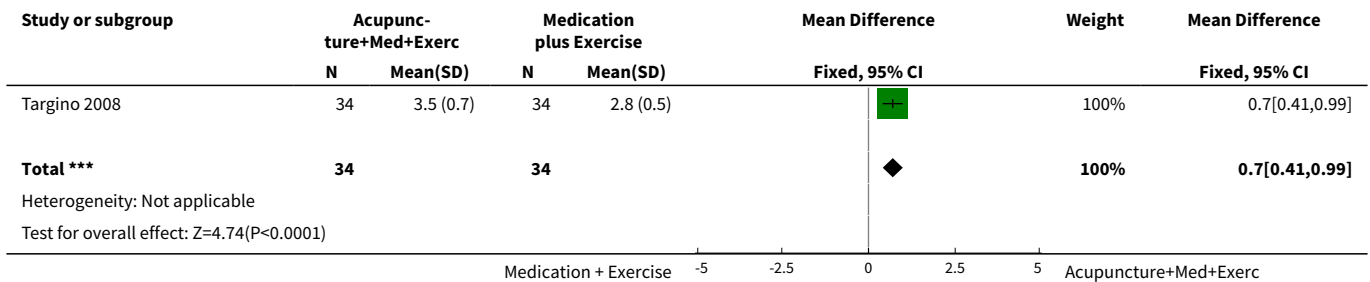 Study or subgroup Acupunc- Medication Mean Difference Weight Mean Difference
ture+Med+Exerc plus Exercise
N Mean(SD) N Mean(SD) Fixed, 95% CI Fixed, 95% CI
Targino 2008 34 3.5 (0.7) 34 2.8 (0.5) 100% 0.7[0.41,0.99]
Total *** 34 34 100% 0.7[0.41,0.99]
Heterogeneity: Not applicable
Test for overall effect: Z=4.74(P<0.0001)
Medication + Exercise -5 -2.5 0 2.5 5 Acupuncture+Med+Exerc